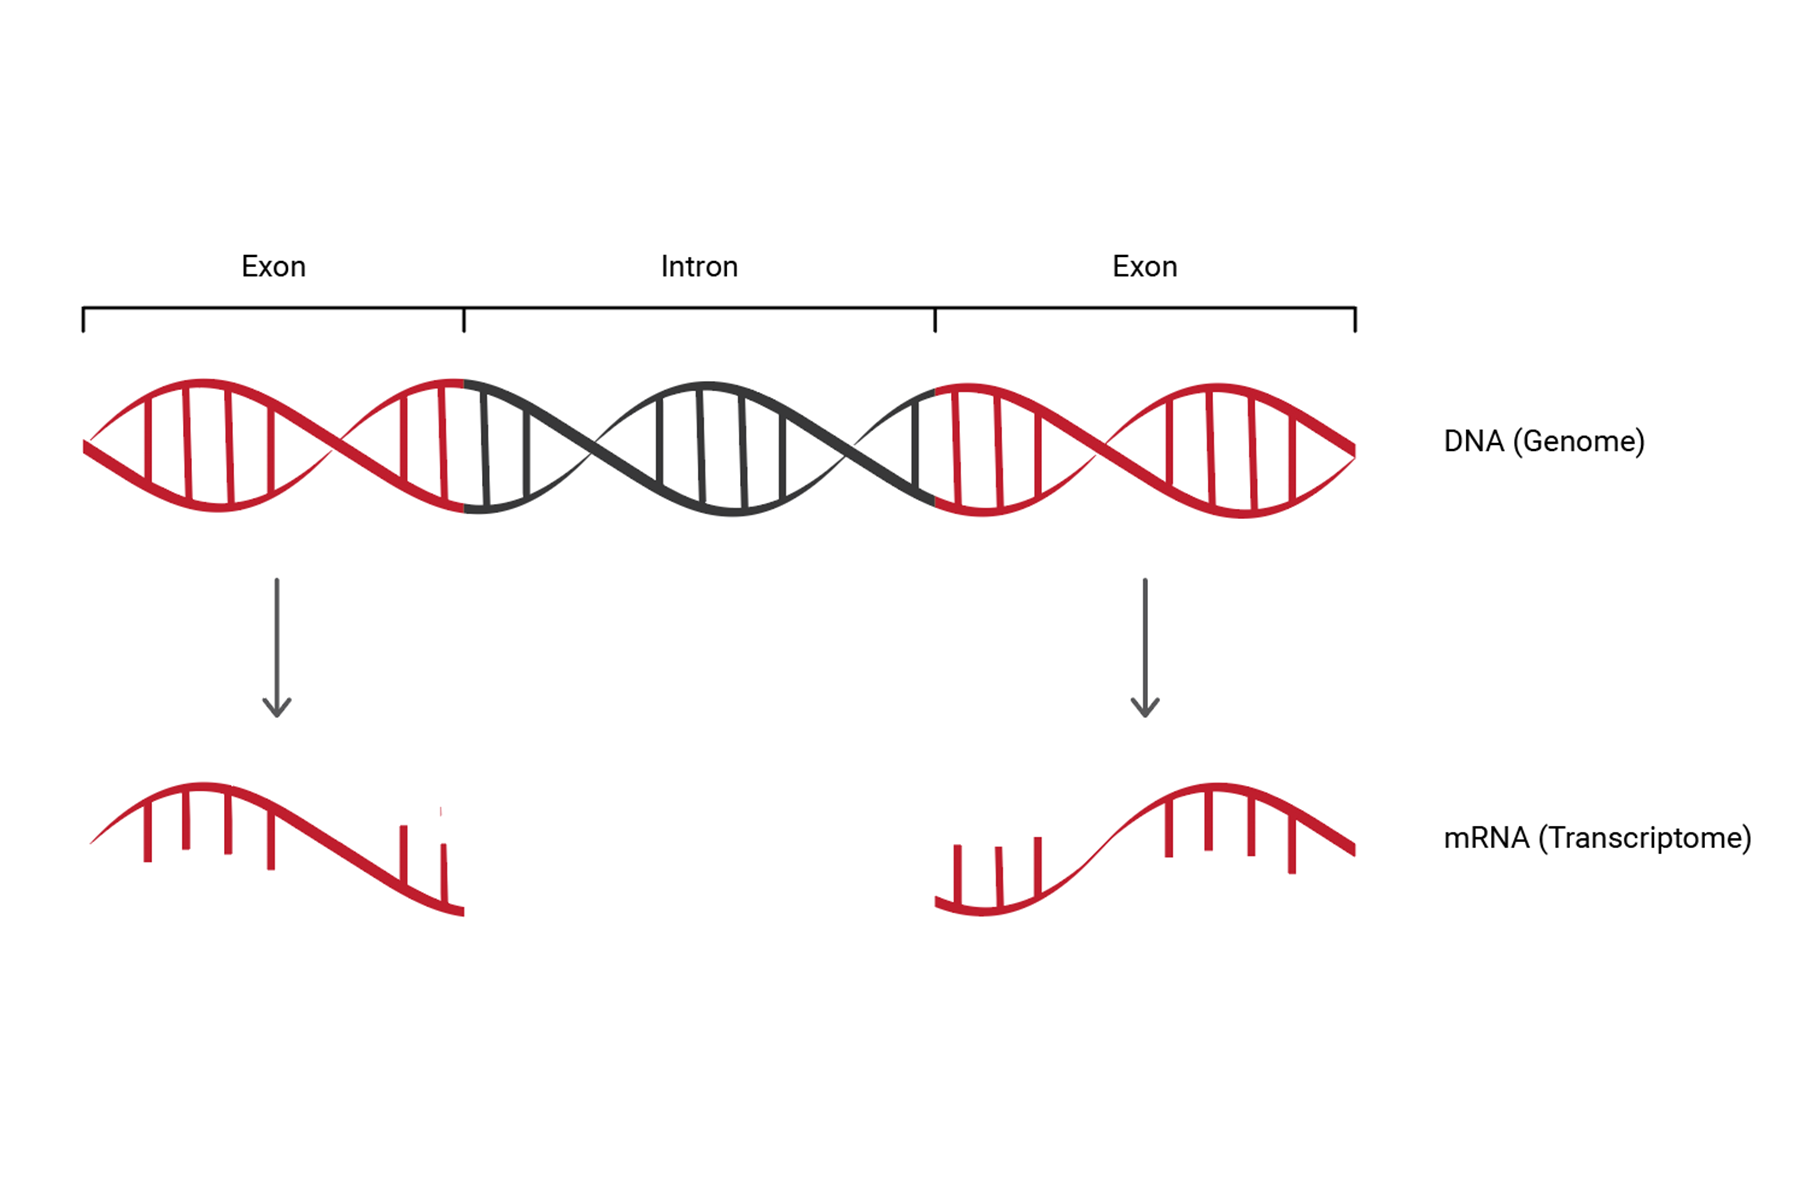 Exon
Intron
Exon
DNA (Genome)
mRNA (Transcriptome)